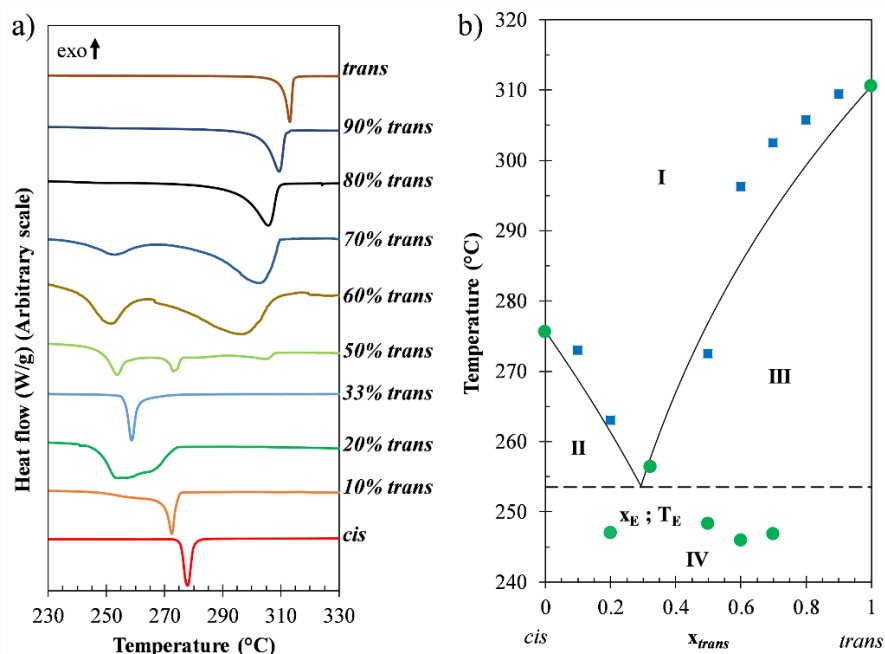 a)
exo
trans
90% trans
80% trans
70% trans
60% trans
50% trans
33% trans
20% trans
10% trans
cis
Heat flow (W/g) (Arbitrary scale)
230 250 270 290 310 330
Temperature (°C)
b)
320
310
300
290
280
270
260
250
240
Temperature (°C)
I
II
III
xE ; TE
IV
0 0.2 0.4 0.6 0.8 1
cis xtrans trans